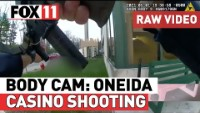 FOX 11
RAW VIDEO
BODY CAM: ONEIDA
CASINO SHOOTING